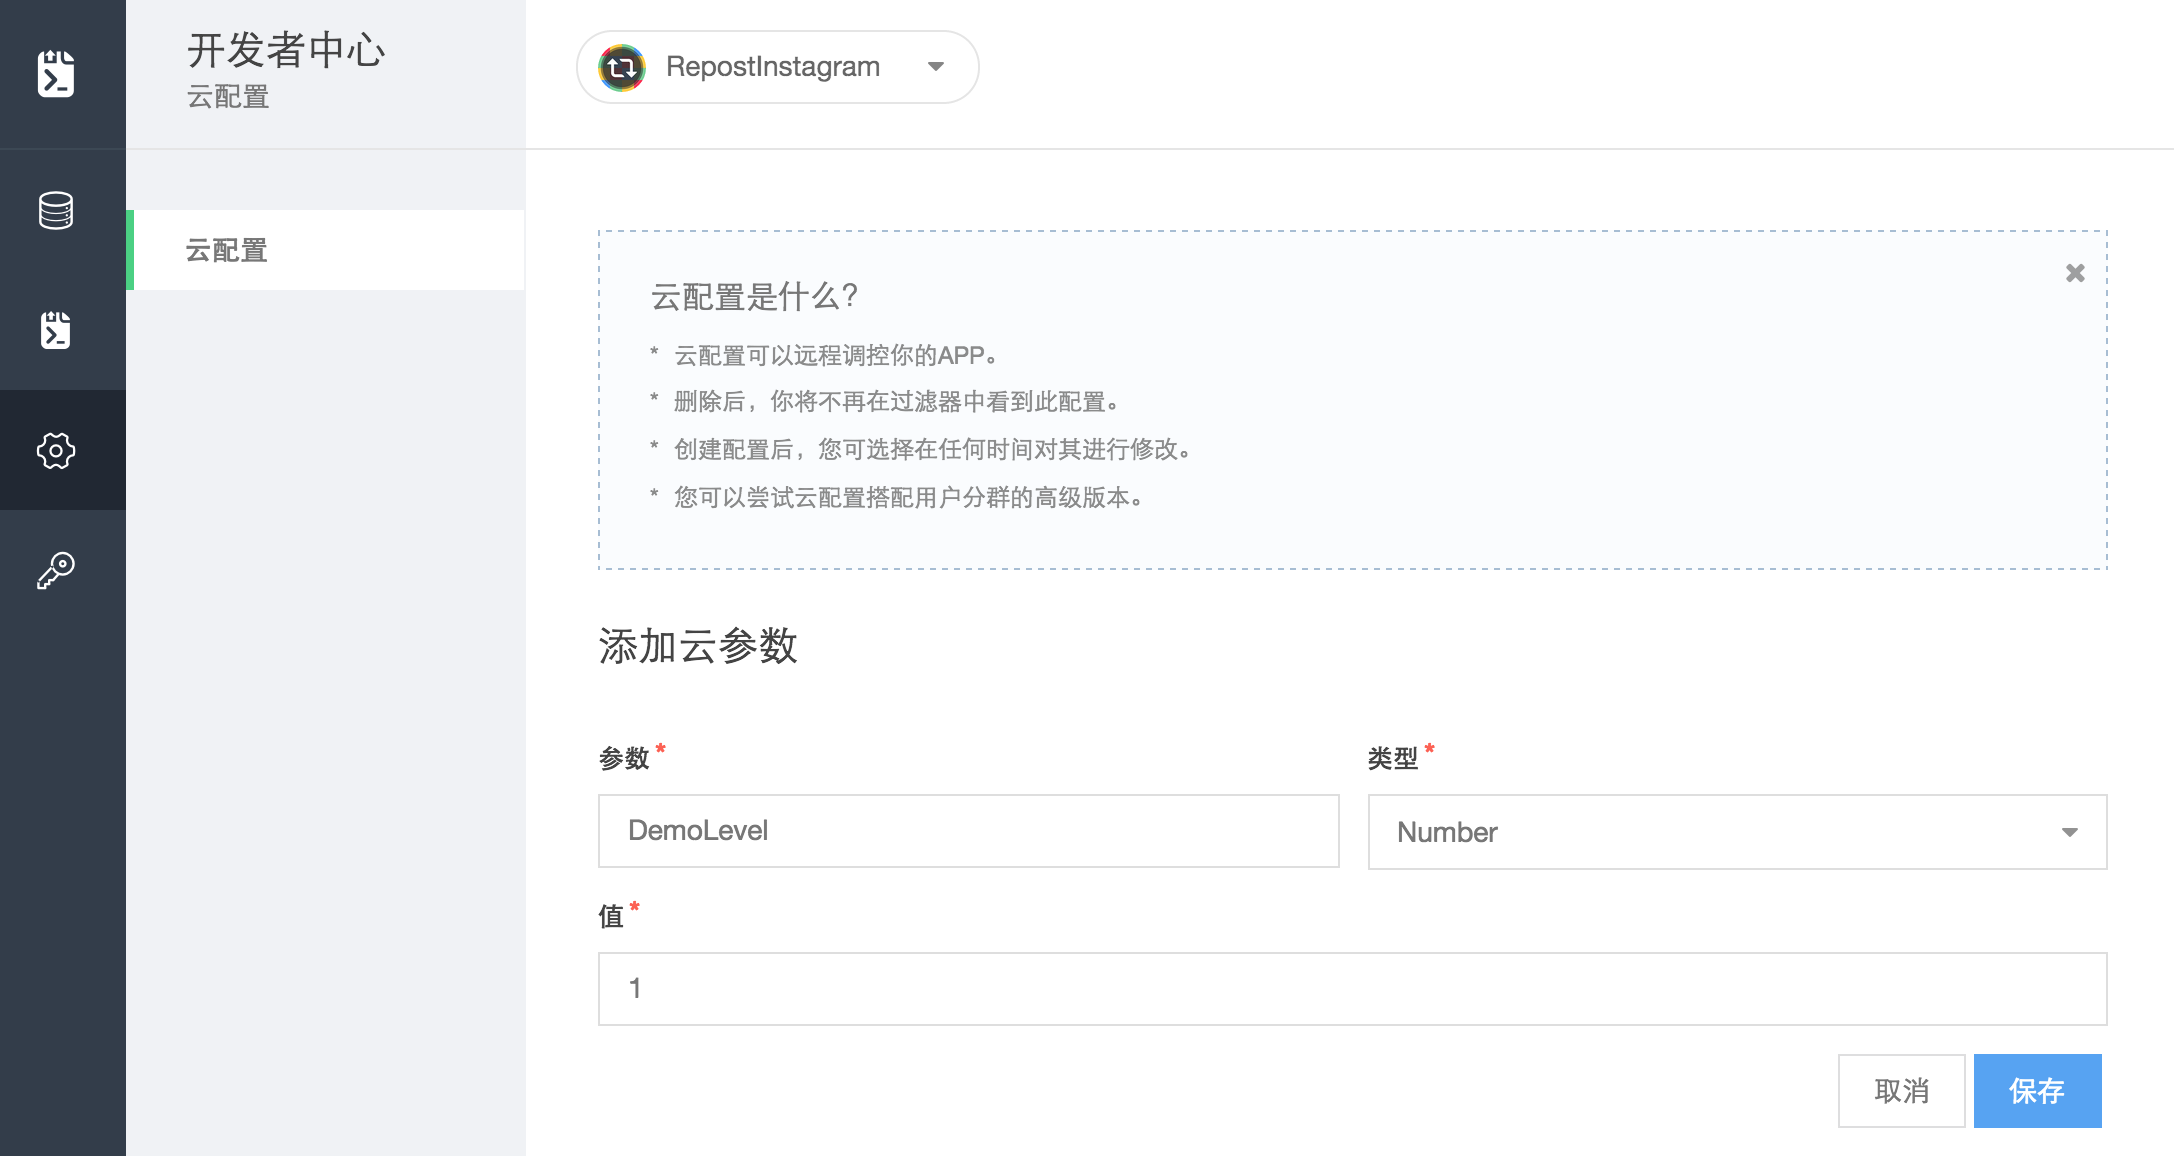 开发者中心
云配置
RepostInstagram
云配置
云配置是什么?
* 云配置可以远程调控你的APP。
* 删除后，你将不再在过滤器中看到此配置。
* 创建配置后，您可选择在任何时间对其进行修改。
* 您可以尝试云配置搭配用户分群的高级版本。
添加云参数
参数 *
类型 *
DemoLevel
Number
值 *
1
取消
保存